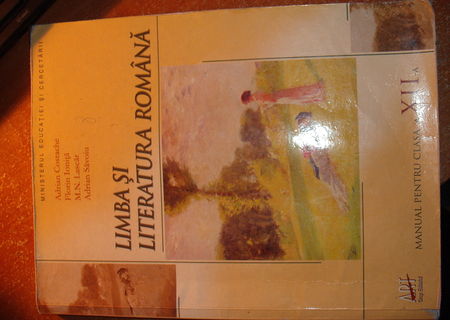 MINISTERUL EDUCAȚIEI ȘI CERCETĂRII
Adrian Costache
Florin Ioniță
M.N. Lascăr
Adrian Săvoiu
LIMBA ȘI
LITERATURA ROMÂNĂ
MANUAL PENTRU CLASA a XII-a
ART